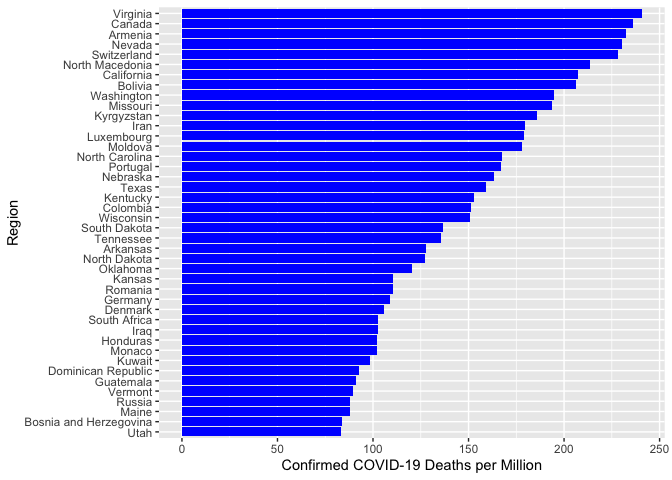 Virginia
Canada
Armenia
Nevada
Switzerland
North Macedonia
California
Bolivia
Washington
Missouri
Kyrgyzstan
Iran
Luxembourg
Moldova
North Carolina
Portugal
Nebraska
Texas
Kentucky
Colombia
Wisconsin
South Dakota
Tennessee
Arkansas
North Dakota
Oklahoma
Kansas
Romania
Germany
Denmark
South Africa
Iraq
Honduras
Monaco
Kuwait
Dominican Republic
Guatemala
Vermont
Russia
Maine
Bosnia and Herzegovina
Utah
Region
0 50 100 150 200 250
Confirmed COVID-19 Deaths per Million